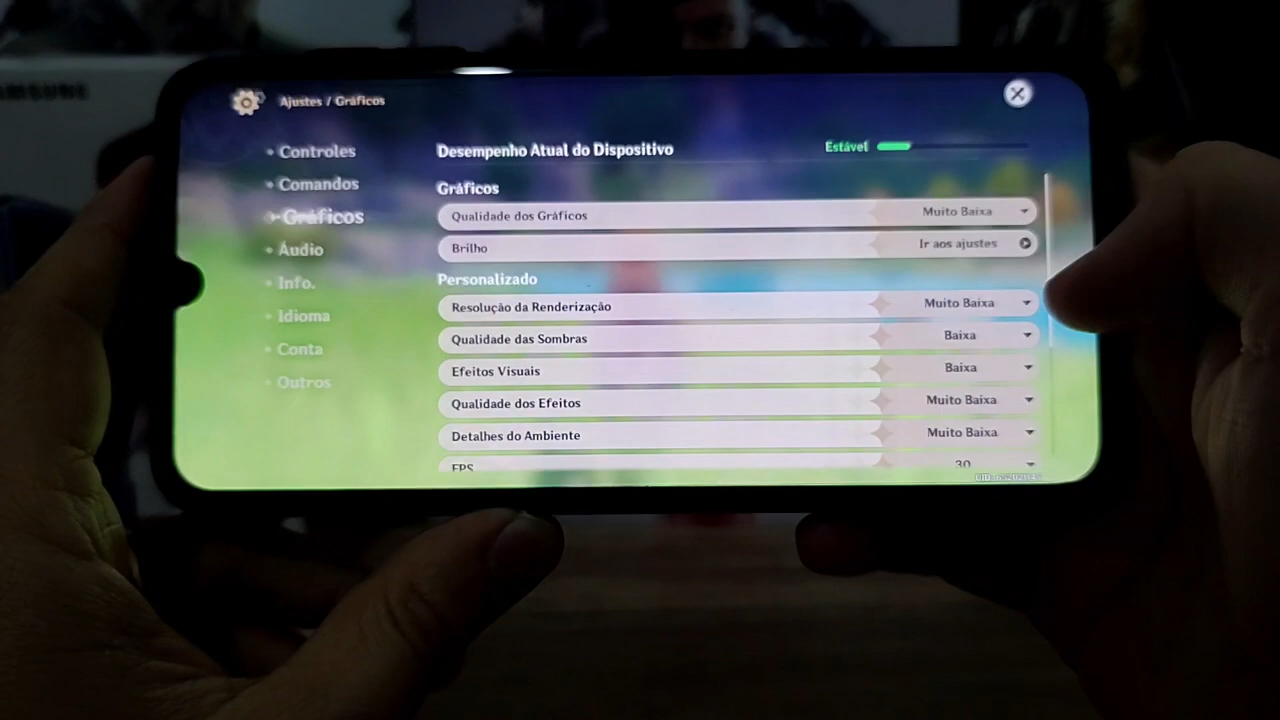 SAMSUNG
Ajustes / Gráficos
Controles
Comandos
Gráficos
Áudio
Info.
Idioma
Conta
Outros
Desempenho Atual do Dispositivo Estável
Gráficos
Qualidade dos Gráficos Muito Baixa
Brilho Ir aos ajustes
Personalizado
Resolução da Renderização Muito Baixa
Qualidade das Sombras Baixa
Efeitos Visuais Baixa
Qualidade dos Efeitos Muito Baixa
Detalhes do Ambiente Muito Baixa
FPS 30
UID: